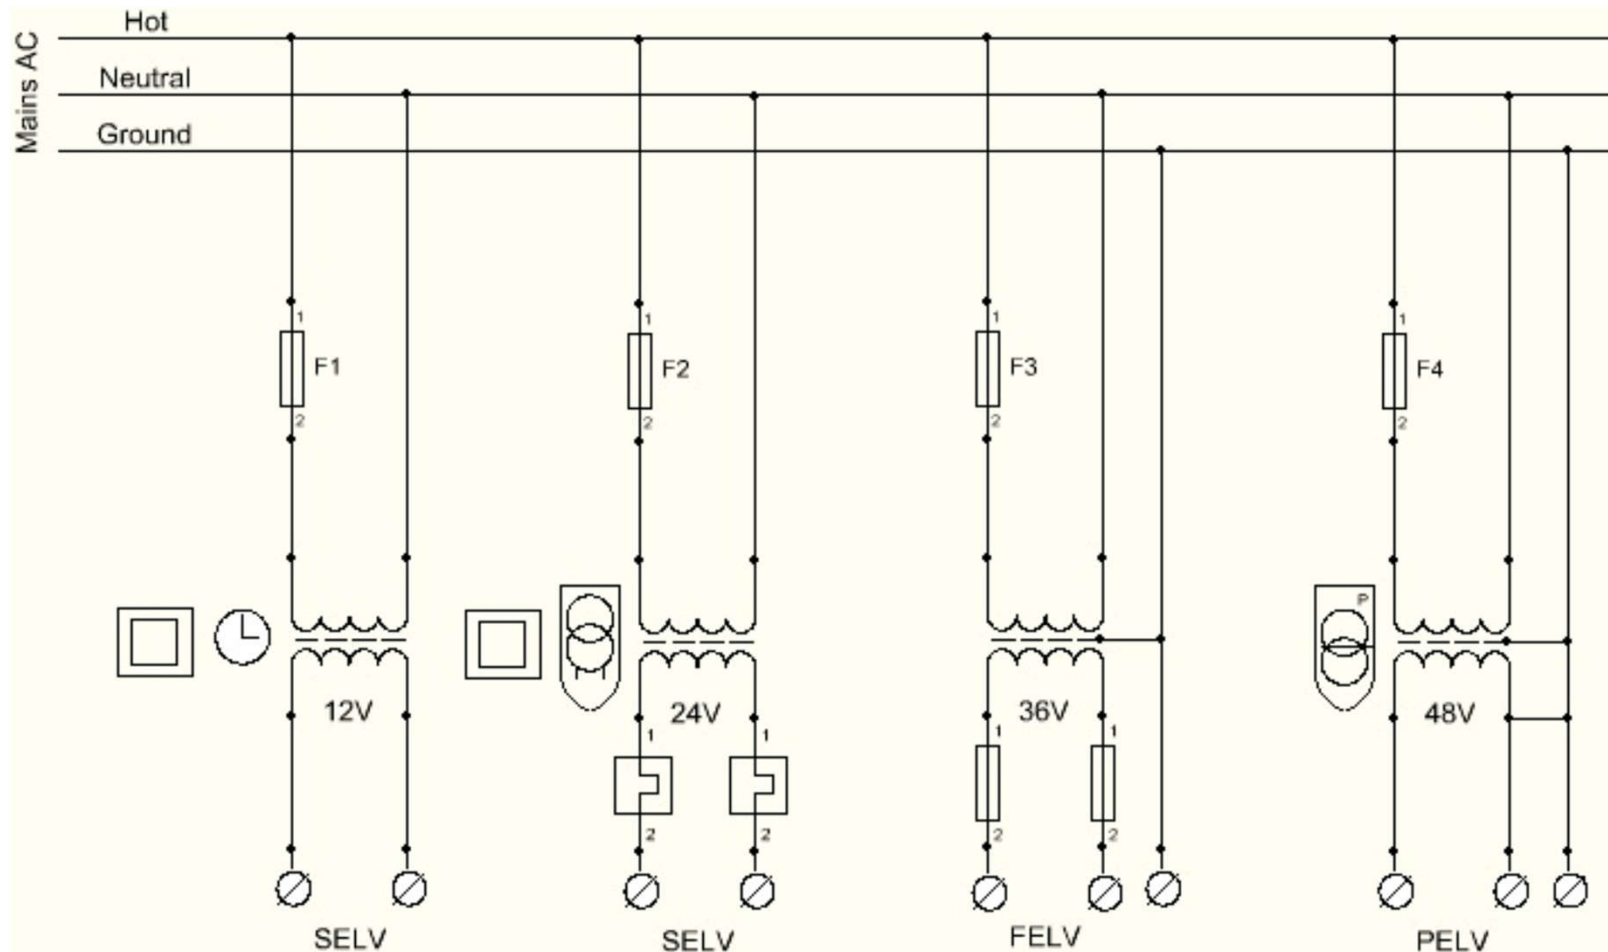 Mains AC
Hot
Neutral
Ground
1
F1
2
1
F2
2
1
F3
2
1
F4
2
12V
24V
1
1
2
2
36V
1
1
2
2
P
48V
SELV
SELV
FELV
PELV